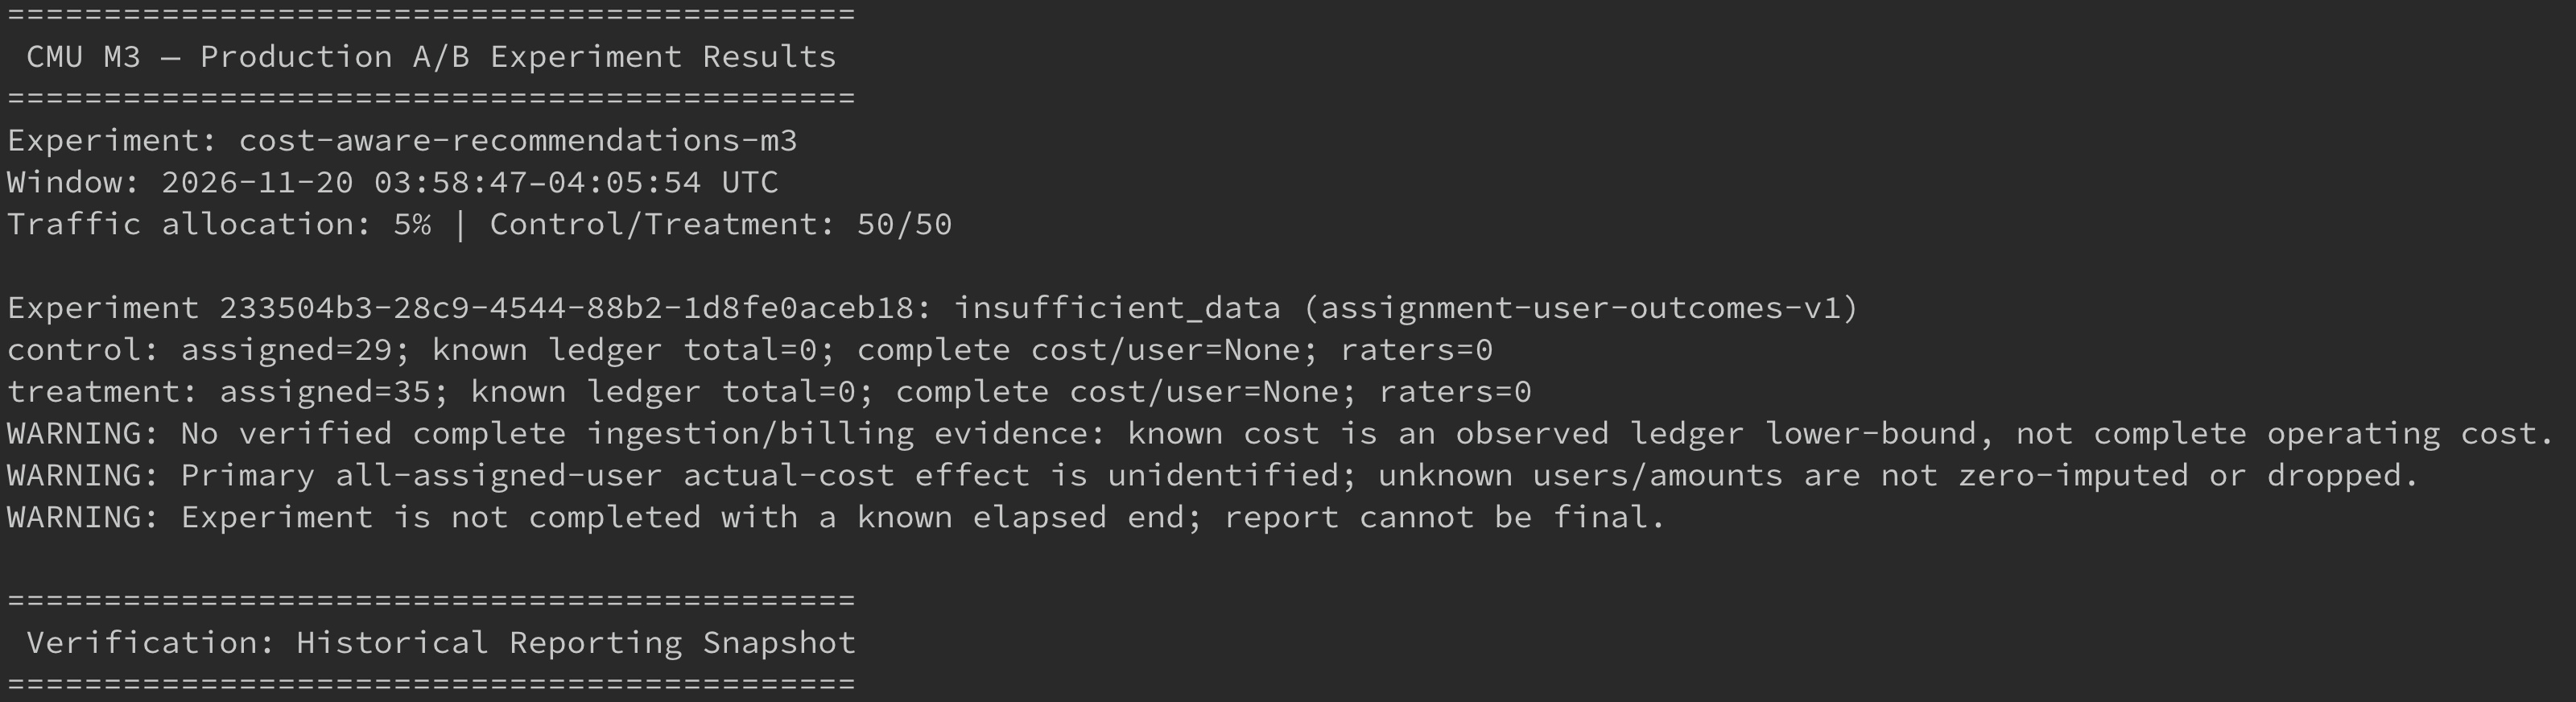 ============================================
 CMU M3 — Production A/B Experiment Results
============================================
Experiment: cost-aware-recommendations-m3
Window: 2026-11-20 03:58:47–04:05:54 UTC
Traffic allocation: 5% | Control/Treatment: 50/50

Experiment 233504b3-28c9-4544-88b2-1d8fe0aceb18: insufficient_data (assignment-user-outcomes-v1)
control: assigned=29; known ledger total=0; complete cost/user=None; raters=0
treatment: assigned=35; known ledger total=0; complete cost/user=None; raters=0
WARNING: No verified complete ingestion/billing evidence: known cost is an observed ledger lower-bound, not complete operating cost.
WARNING: Primary all-assigned-user actual-cost effect is unidentified; unknown users/amounts are not zero-imputed or dropped.
WARNING: Experiment is not completed with a known elapsed end; report cannot be final.

============================================
 Verification: Historical Reporting Snapshot
============================================